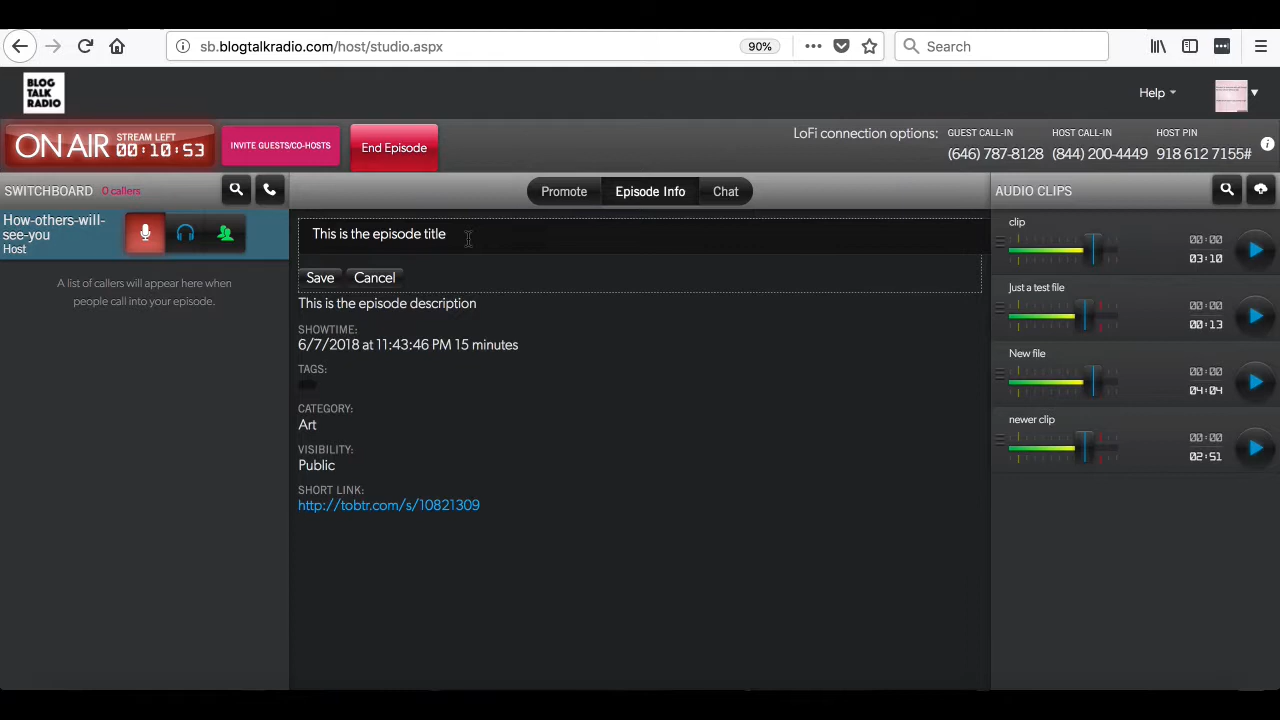 sb.blogtalkradio.com/host/studio.aspx
90%
Search
BLOG
TALK
RADIO
Help
ON AIR
STREAM LEFT
00:10:53
INVITE GUESTS/CO-HOSTS
End Episode
LoFi connection options:
GUEST CALL-IN
(646) 787-8128
HOST CALL-IN
(844) 200-4449
HOST PIN
918 612 7155#
SWITCHBOARD 0 callers
How-others-will-
see-you
Host
A list of callers will appear here when
people call into your episode.
Promote
Episode Info
Chat
This is the episode title
Save
Cancel
This is the episode description
SHOWTIME:
6/7/2018 at 11:43:46 PM 15 minutes
TAGS:
CATEGORY:
Art
VISIBILITY:
Public
SHORT LINK:
http://tobtr.com/s/10821309
AUDIO CLIPS
clip
00:00
03:10
Just a test file
00:00
00:13
New file
00:00
04:04
newer clip
00:00
02:51